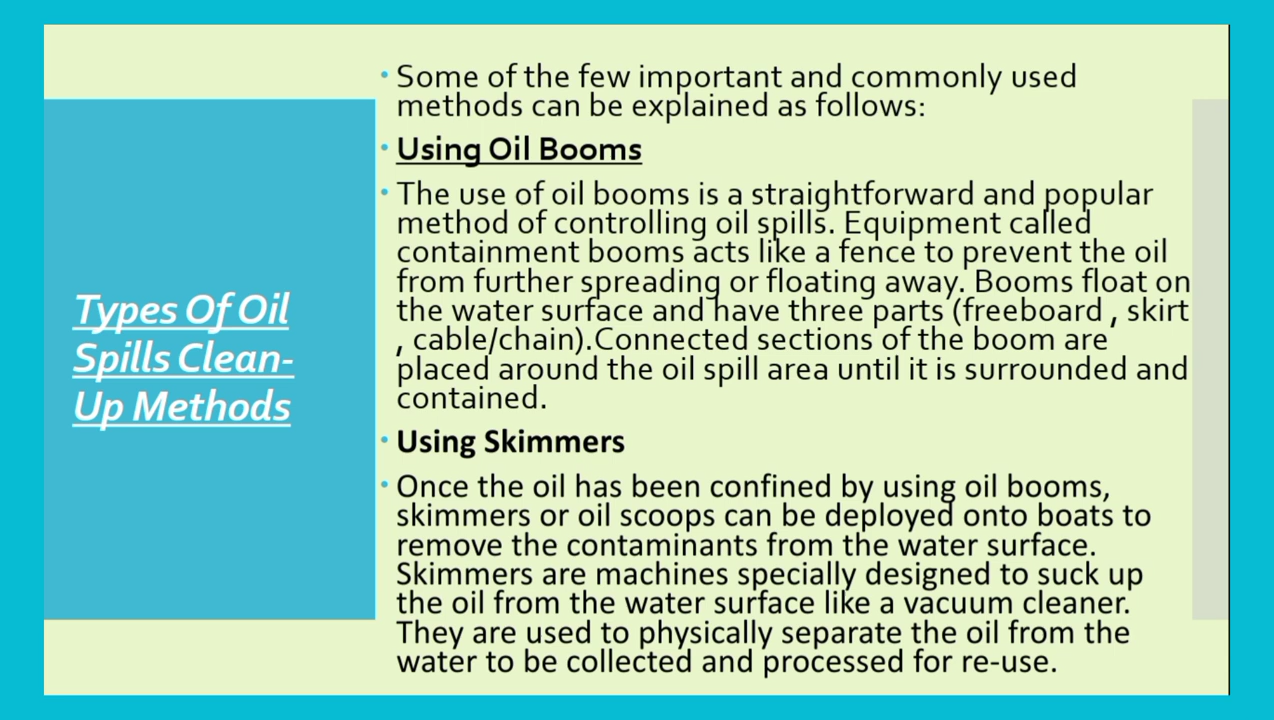 Types Of Oil
Spills Clean-
Up Methods
• Some of the few important and commonly used
methods can be explained as follows:
• Using Oil Booms
• The use of oil booms is a straightforward and popular
method of controlling oil spills. Equipment called
containment booms acts like a fence to prevent the oil
from further spreading or floating away. Booms float on
the water surface and have three parts (freeboard , skirt
, cable/chain).Connected sections of the boom are
placed around the oil spill area until it is surrounded and
contained.
• Using Skimmers
• Once the oil has been confined by using oil booms,
skimmers or oil scoops can be deployed onto boats to
remove the contaminants from the water surface.
Skimmers are machines specially designed to suck up
the oil from the water surface like a vacuum cleaner.
They are used to physically separate the oil from the
water to be collected and processed for re-use.